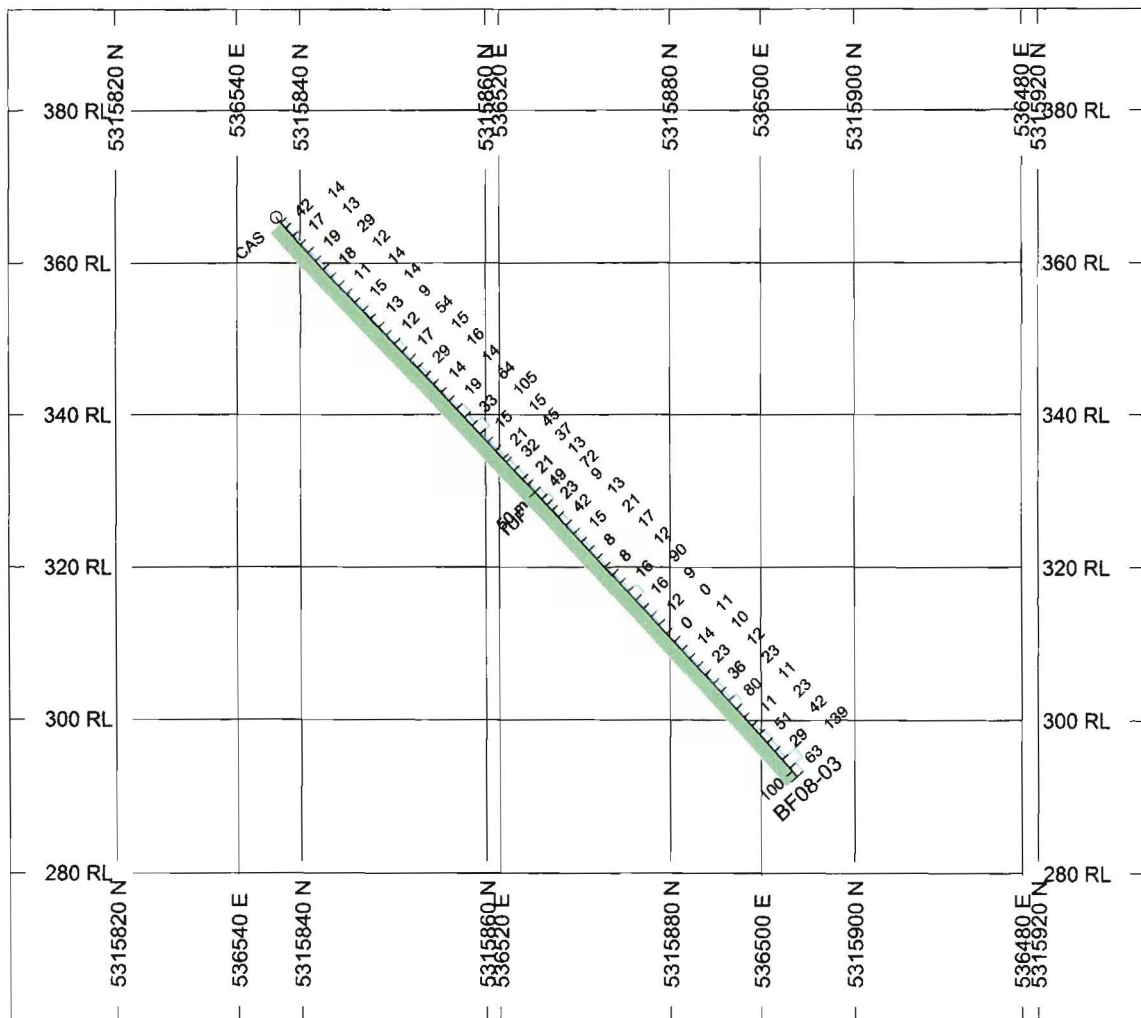 5315820 N
536540 E
5315840 N
5315860 N
536520 E
5315880 N
536500 E
5315900 N
536480 E
5315920 N
380 RL
380 RL
360 RL
360 RL
340 RL
340 RL
320 RL
320 RL
300 RL
300 RL
280 RL
280 RL
CAS
42 14
17 13
19 29
18 12
11 14
15 14
13 9
12 54
17 15
29 16
14 14
19 64
33 105
15 15
21 45
32 37
21 13
49 72
23 9
42 13
15 21
8 17
8 12
16 90
16 9
12 0
0 11
14 10
23 12
36 23
80 11
11 23
51 42
29 139
63
50 m
TUF
100
BF08-03
5315820 N
536540 E
5315840 N
5315860 N
536520 E
5315880 N
536500 E
5315900 N
536480 E
5315920 N